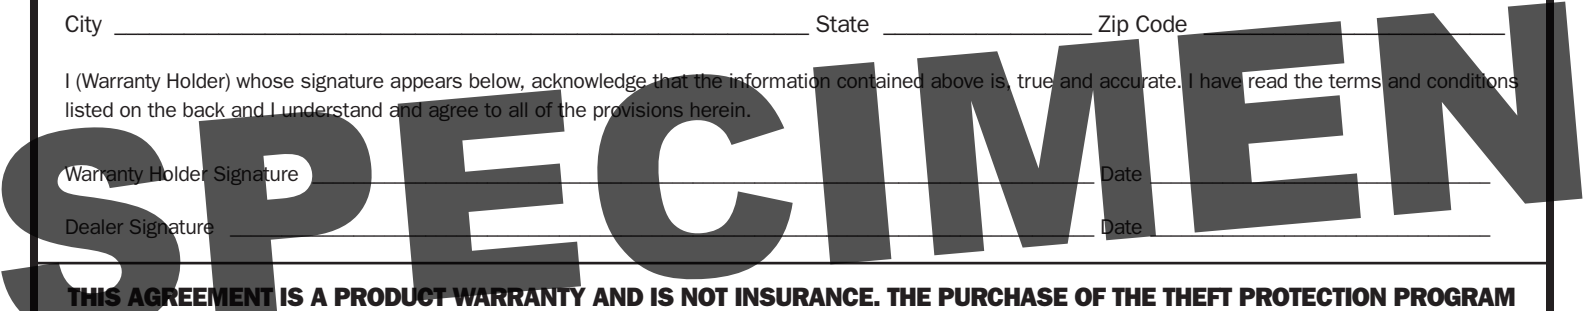 City State Zip Code
I (Warranty Holder) whose signature appears below, acknowledge that the information contained above is, true and accurate. I have read the terms and conditions
listed on the back and I understand and agree to all of the provisions herein.
Warranty Holder Signature Date
Dealer Signature Date
SPECIMEN
THIS AGREEMENT IS A PRODUCT WARRANTY AND IS NOT INSURANCE. THE PURCHASE OF THE THEFT PROTECTION PROGRAM